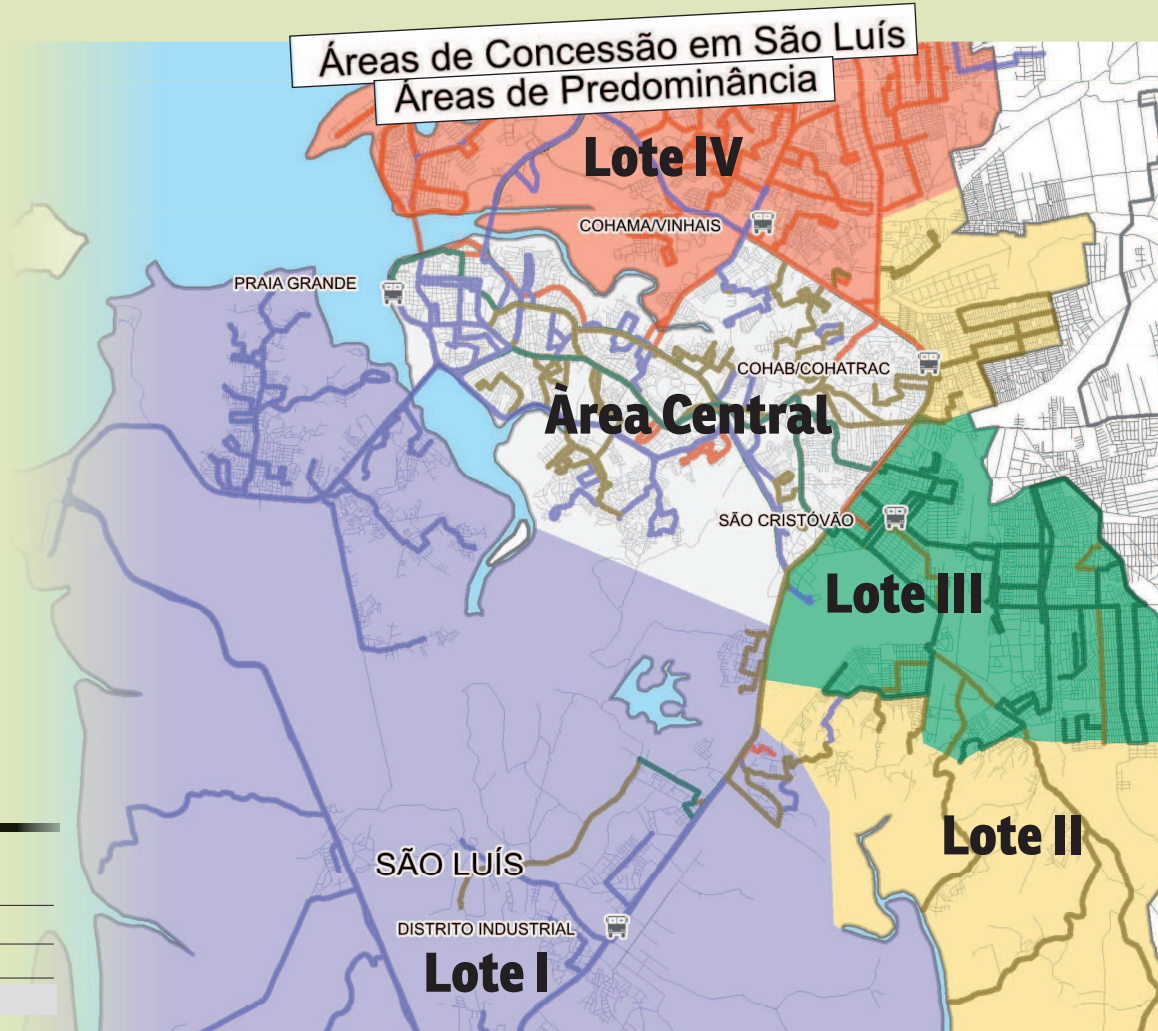 Áreas de Concessão em São Luís
Áreas de Predominância
Lote IV
COHAMA/VINHAIS
PRAIA GRANDE
COHAB/COHATRAC
Área Central
SÃO CRISTÓVÃO
Lote III
Lote II
SÃO LUÍS
DISTRITO INDUSTRIAL
Lote I